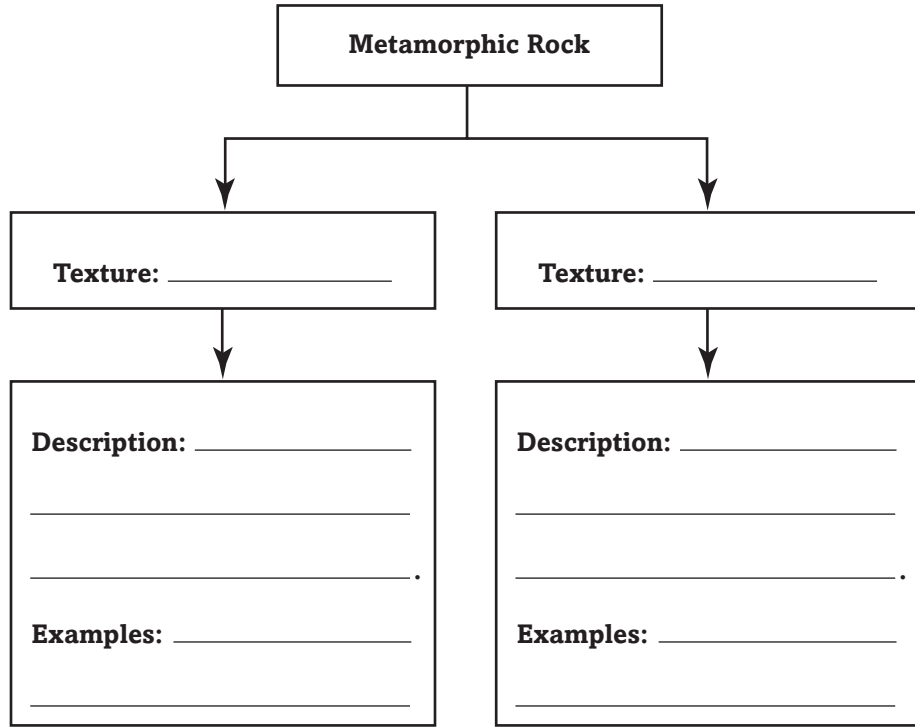 Metamorphic Rock
Texture:
Texture:
Description:
.
Examples:
Description:
.
Examples: